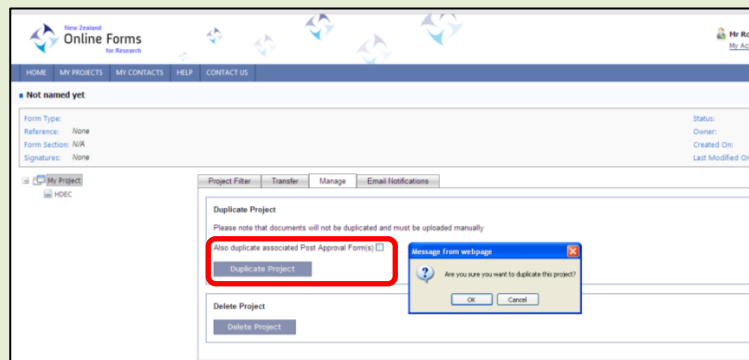 New Zealand
Online Forms
for Research
Mr Ro
My Ac
HOME MY PROJECTS MY CONTACTS HELP CONTACT US
Not named yet
Form Type:
Status:
Reference: None
Owner:
Form Section: N/A
Created On:
Signatures: None
Last Modified On
My Project
HDEC
Project Filter Transfer Manage Email Notifications
Duplicate Project
Please note that documents will not be duplicated and must be uploaded manually
Also duplicate associated Post Approval Form(s)
Duplicate Project
Message from webpage
Are you sure you want to duplicate this project?
OK Cancel
Delete Project
Delete Project